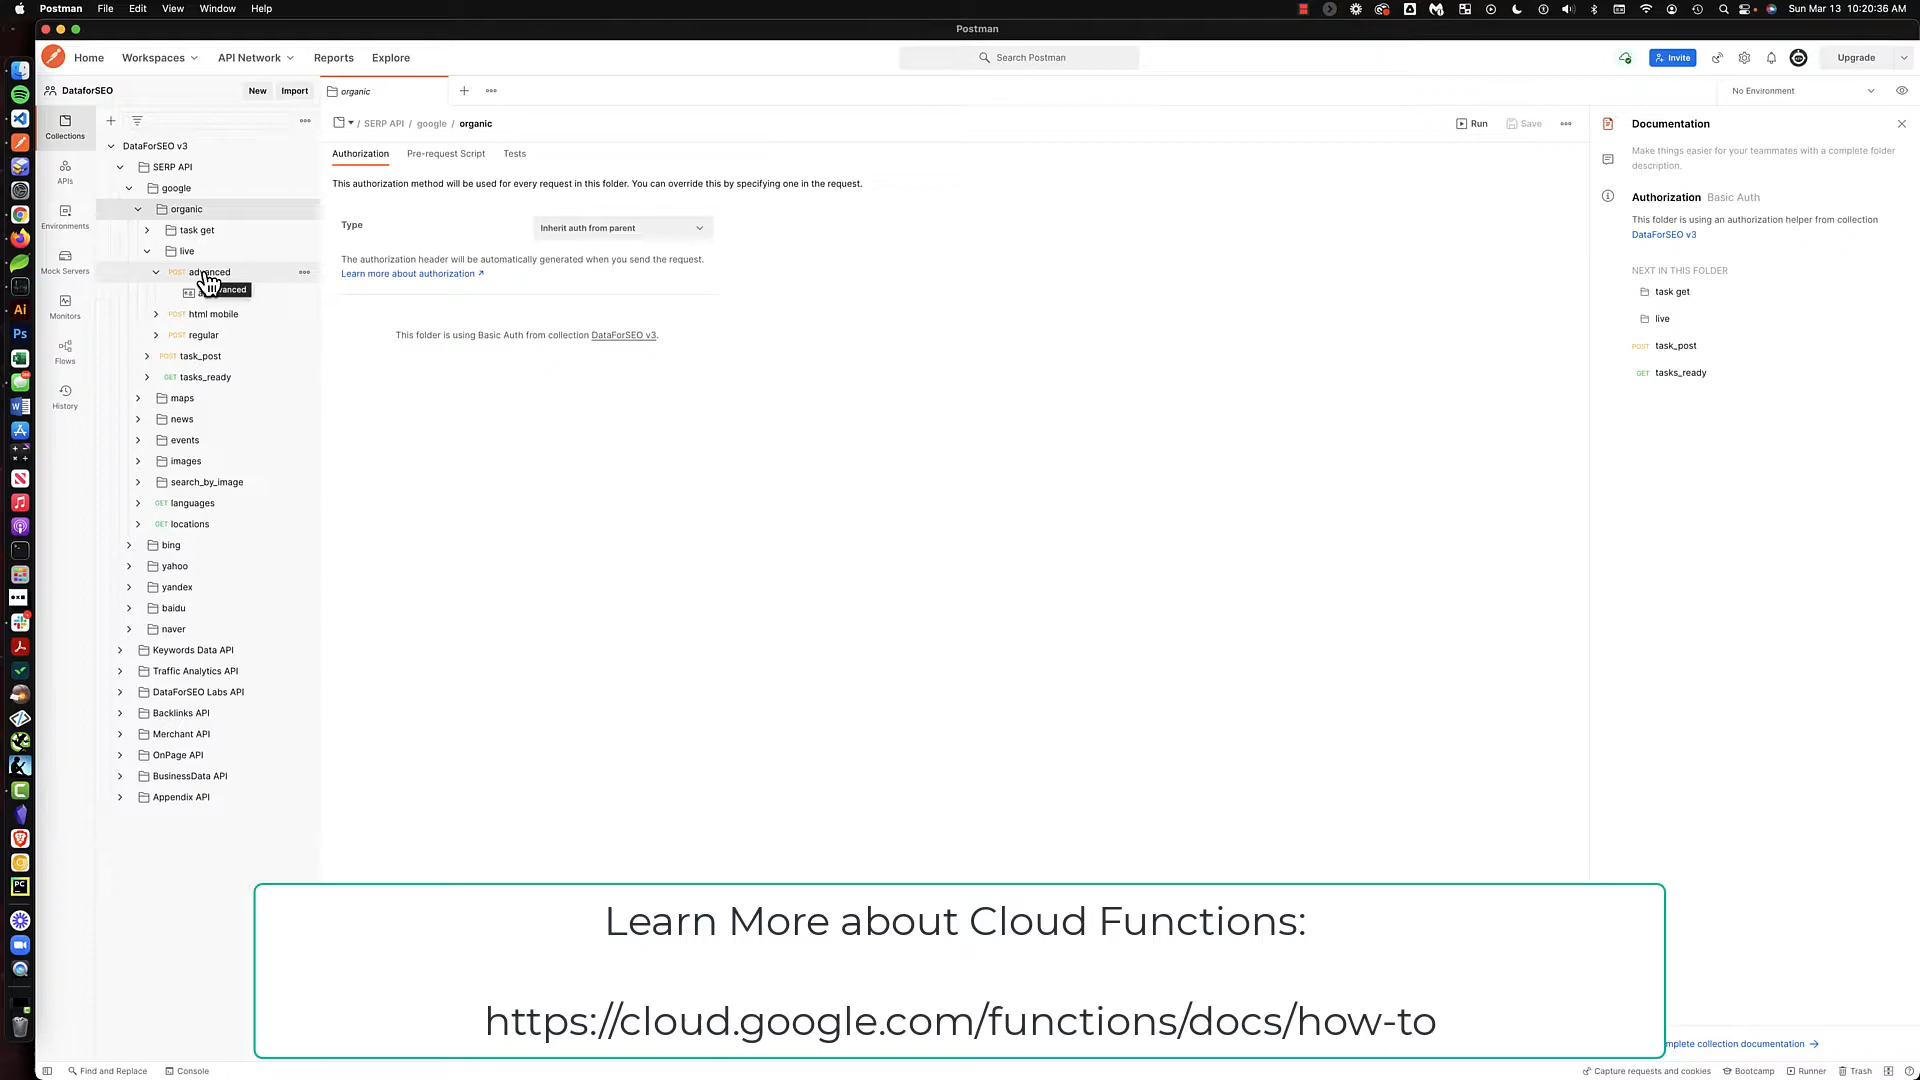 Postman File Edit View Window Help
Sun Mar 13 10:20:36 AM
Postman
Home Workspaces API Network Reports Explore
Search Postman
Invite
Upgrade
DataforSEO
New Import
organic
No Environment
Collections
APIs
Environments
Mock Servers
Monitors
Flows
History
DataForSEO v3
SERP API
google
organic
task get
live
POST advanced
advanced
POST html mobile
POST regular
POST task_post
GET tasks_ready
maps
news
events
images
search_by_image
GET languages
GET locations
bing
yahoo
yandex
baidu
naver
Keywords Data API
Traffic Analytics API
DataForSEO Labs API
Backlinks API
Merchant API
OnPage API
BusinessData API
Appendix API
/ SERP API / google / organic
Run Save
Authorization Pre-request Script Tests
This authorization method will be used for every request in this folder. You can override this by specifying one in the request.
Type
Inherit auth from parent
The authorization header will be automatically generated when you send the request.
Learn more about authorization ↗
This folder is using Basic Auth from collection DataForSEO v3.
Documentation
Make things easier for your teammates with a complete folder
description.
Authorization Basic Auth
This folder is using an authorization helper from collection
DataForSEO v3
NEXT IN THIS FOLDER
task get
live
POST task_post
GET tasks_ready
Learn More about Cloud Functions:
https://cloud.google.com/functions/docs/how-to
mplete collection documentation →
Find and Replace Console
Capture requests and cookies Bootcamp Runner Trash